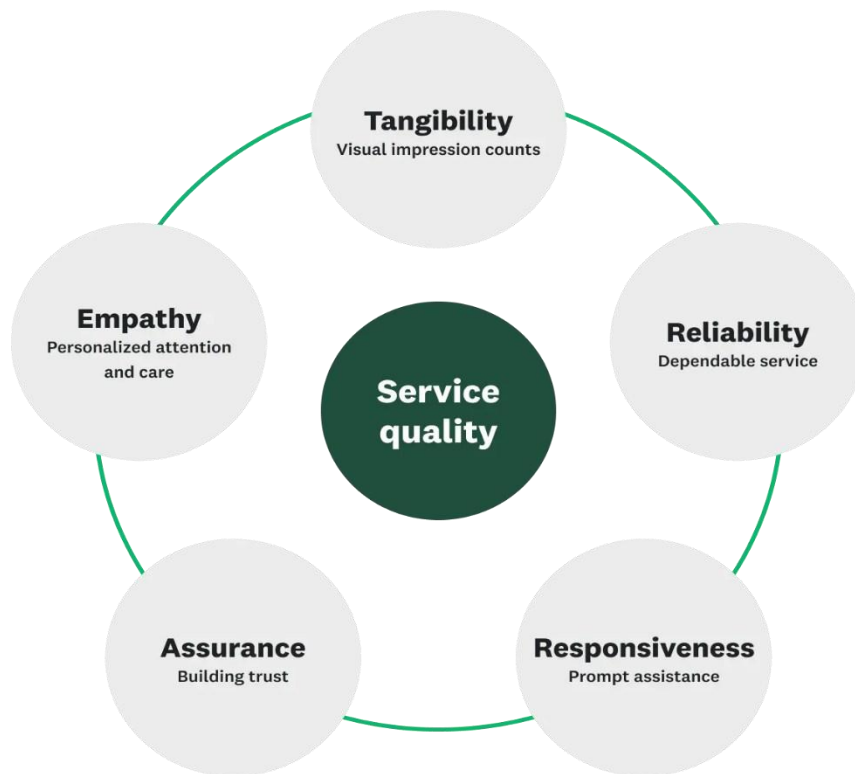 Tangibility
Visual impression counts
Empathy
Personalized attention
and care
Reliability
Dependable service
Service
quality
Assurance
Building trust
Responsiveness
Prompt assistance